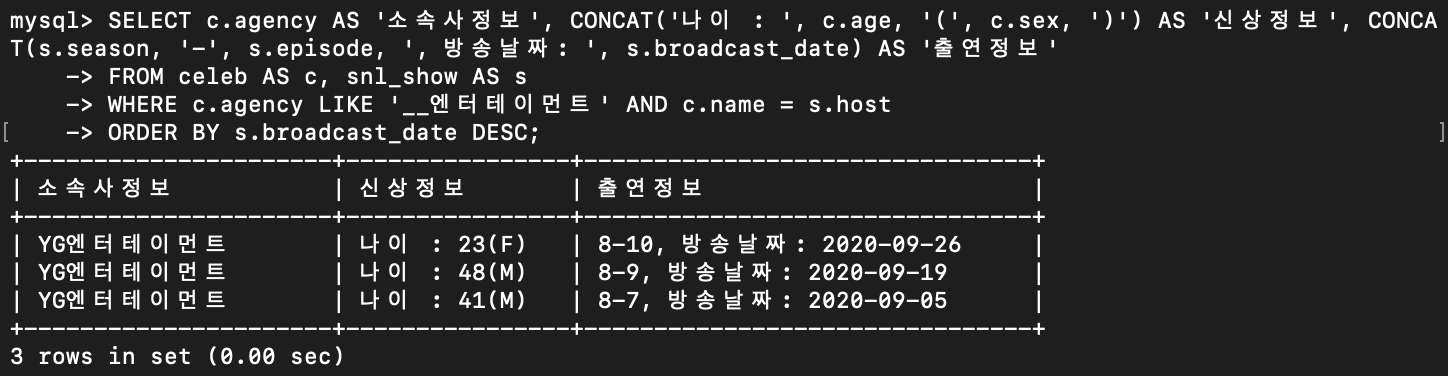 mysql> SELECT c.agency AS '소속사정보', CONCAT('나이 : ', c.age, '(', c.sex, ')') AS '신상정보', CONCA
T(s.season, '-', s.episode, ', 방송날짜: ', s.broadcast_date) AS '출연정보'
    -> FROM celeb AS c, snl_show AS s
    -> WHERE c.agency LIKE '__엔터테이먼트' AND c.name = s.host
[    -> ORDER BY s.broadcast_date DESC; ]
+----------------------+----------------+--------------------------------+
| 소속사정보 | 신상정보 | 출연정보 |
+----------------------+----------------+--------------------------------+
| YG엔터테이먼트 | 나이 : 23(F) | 8-10, 방송날짜: 2020-09-26 |
| YG엔터테이먼트 | 나이 : 48(M) | 8-9, 방송날짜: 2020-09-19 |
| YG엔터테이먼트 | 나이 : 41(M) | 8-7, 방송날짜: 2020-09-05 |
+----------------------+----------------+--------------------------------+
3 rows in set (0.00 sec)